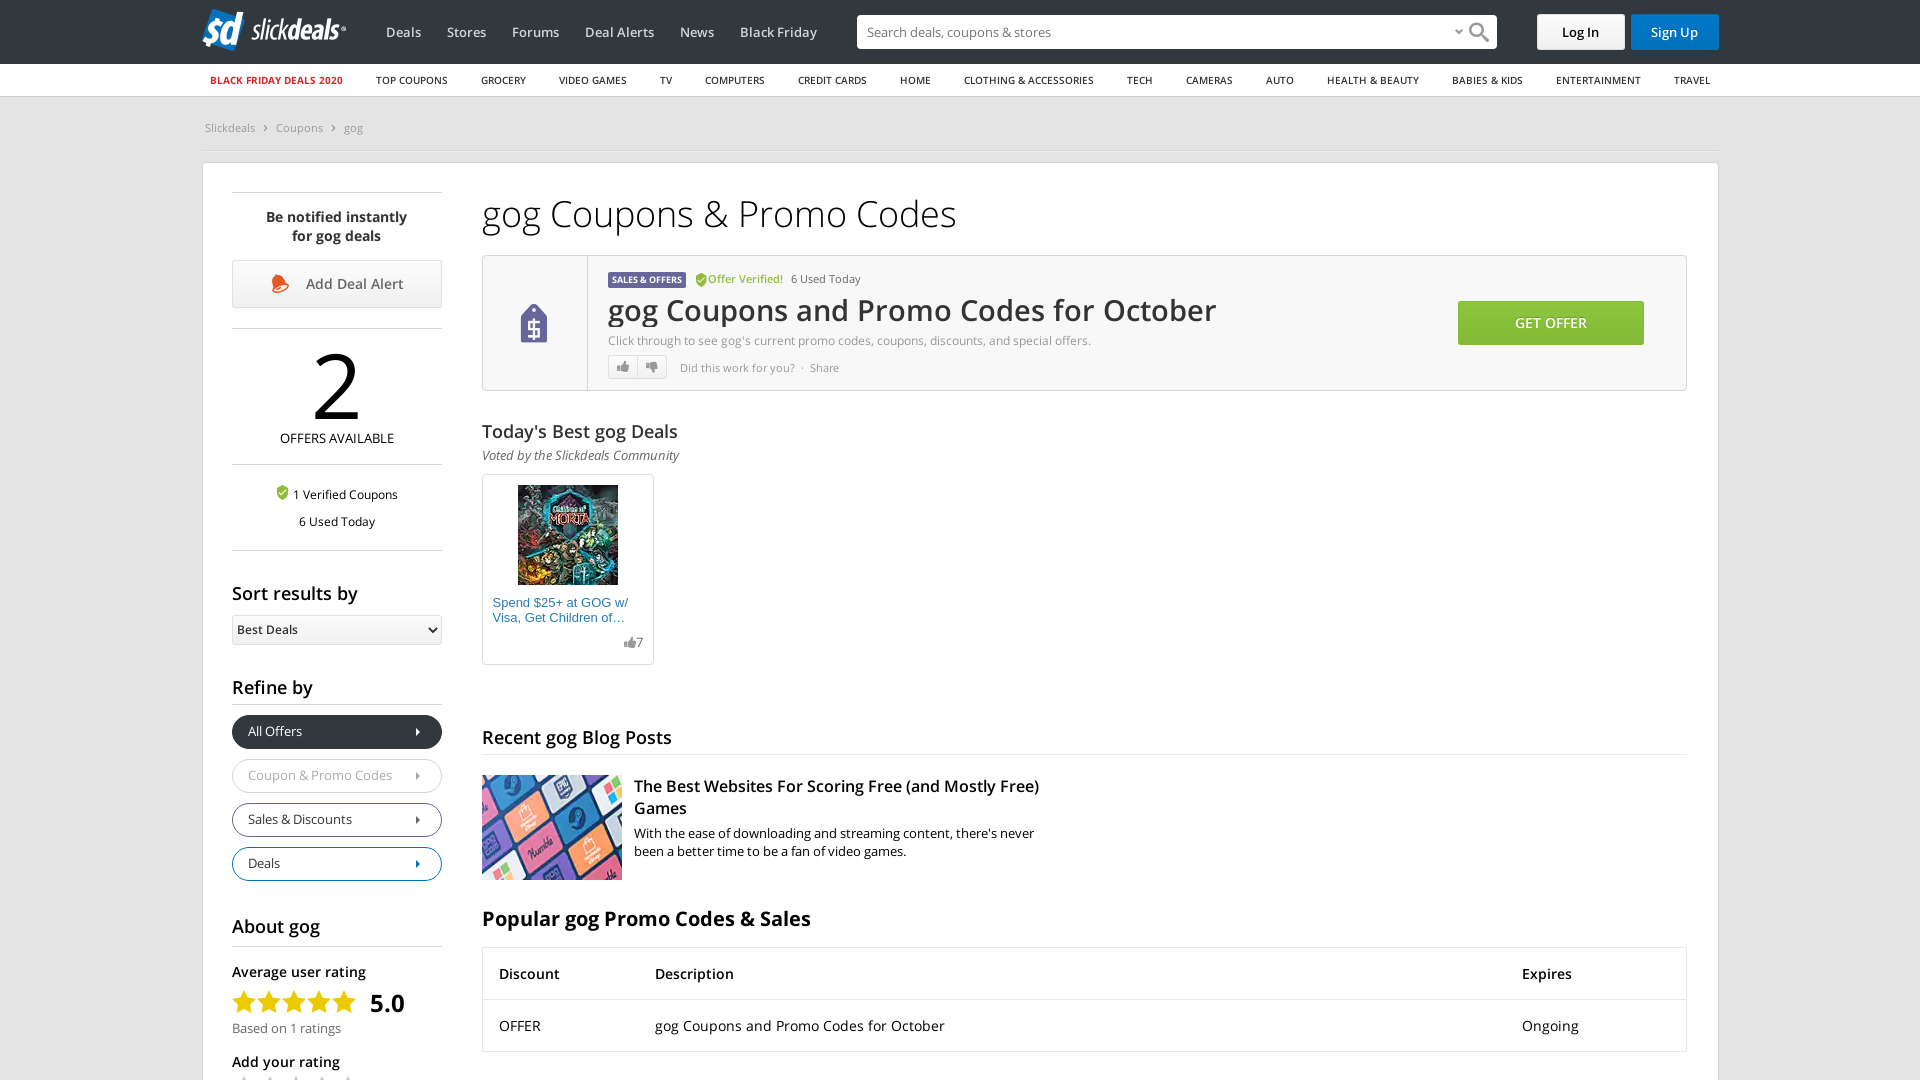 slickdeals
Deals
Stores
Forums
Deal Alerts
News
Black Friday
Search deals, coupons & stores
Log In
Sign Up
BLACK FRIDAY DEALS 2020
TOP COUPONS
GROCERY
VIDEO GAMES
TV
COMPUTERS
CREDIT CARDS
HOME
CLOTHING & ACCESSORIES
TECH
CAMERAS
AUTO
HEALTH & BEAUTY
BABIES & KIDS
ENTERTAINMENT
TRAVEL
Slickdeals
Coupons
gog
Be notified instantly
for gog deals
Add Deal Alert
2
OFFERS AVAILABLE
1 Verified Coupons
6 Used Today
Sort results by
Best Deals
Refine by
All Offers
Coupon & Promo Codes
Sales & Discounts
Deals
About gog
Average user rating
5.0
Based on 1 ratings
Add your rating
gog Coupons & Promo Codes
SALES & OFFERS
Offer Verified!
6 Used Today
gog Coupons and Promo Codes for October
Click through to see gog's current promo codes, coupons, discounts, and special offers.
Did this work for you? · Share
GET OFFER
Today's Best gog Deals
Voted by the Slickdeals Community
Children of
MORTA
Spend $25+ at GOG w/
Visa, Get Children of…
7
Recent gog Blog Posts
The Best Websites For Scoring Free (and Mostly Free)
Games
With the ease of downloading and streaming content, there's never
been a better time to be a fan of video games.
Popular gog Promo Codes & Sales
Discount
Description
Expires
OFFER
gog Coupons and Promo Codes for October
Ongoing